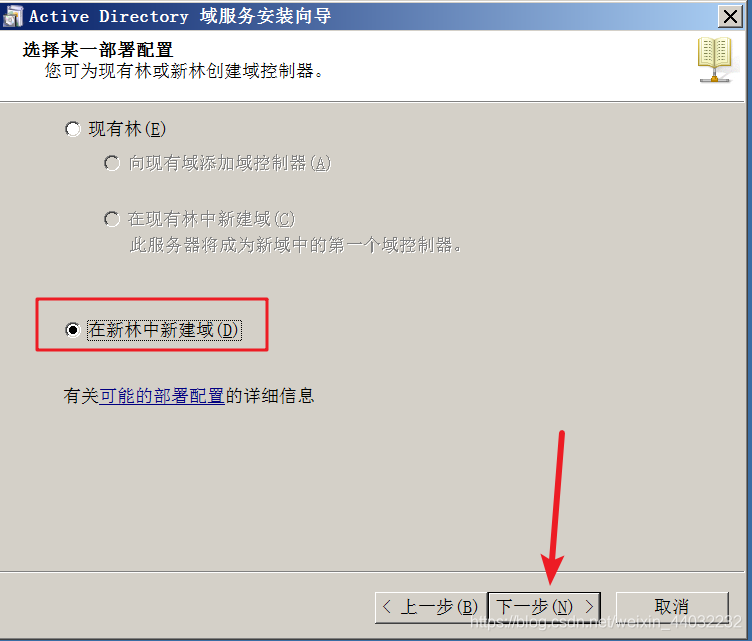 Active Directory 域服务安装向导
选择某一部署配置
您可为现有林或新林创建域控制器。
现有林(E)
向现有域添加域控制器(A)
在现有林中新建域(C)
此服务器将成为新域中的第一个域控制器。
在新林中新建域(D)
有关可能的部署配置的详细信息
< 上一步(B) 下一步(N) > 取消
https://blog.csdn.net/weixin_44032232